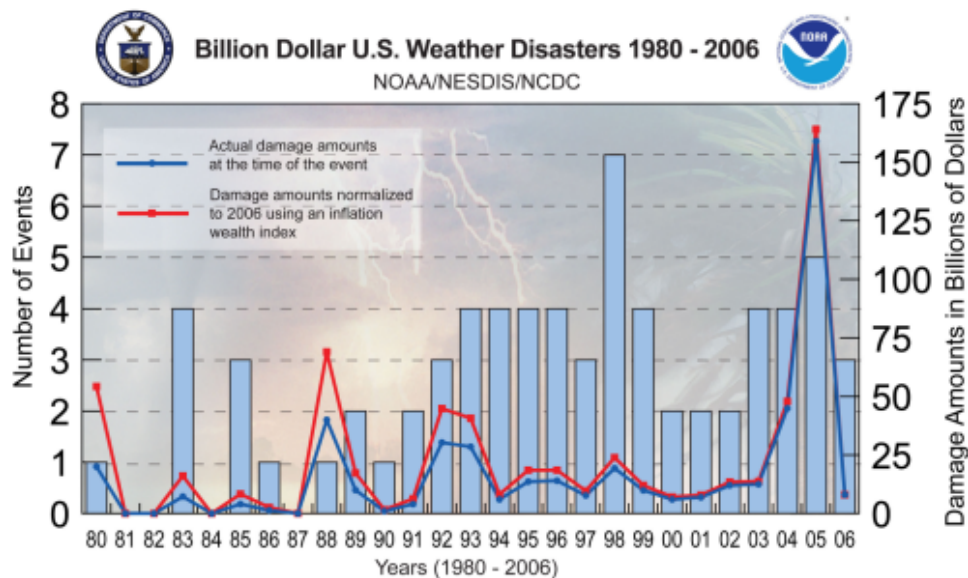 Billion Dollar U.S. Weather Disasters 1980 - 2006
NOAA/NESDIS/NCDC
NOAA
Actual damage amounts
at the time of the event
Damage amounts normalized
to 2006 using an inflation
wealth index
Number of Events
8
7
6
5
4
3
2
1
0
175
150
125
100
75
50
25
0
Damage Amounts in Billions of Dollars
80 81 82 83 84 85 86 87 88 89 90 91 92 93 94 95 96 97 98 99 00 01 02 03 04 05 06
Years (1980 - 2006)